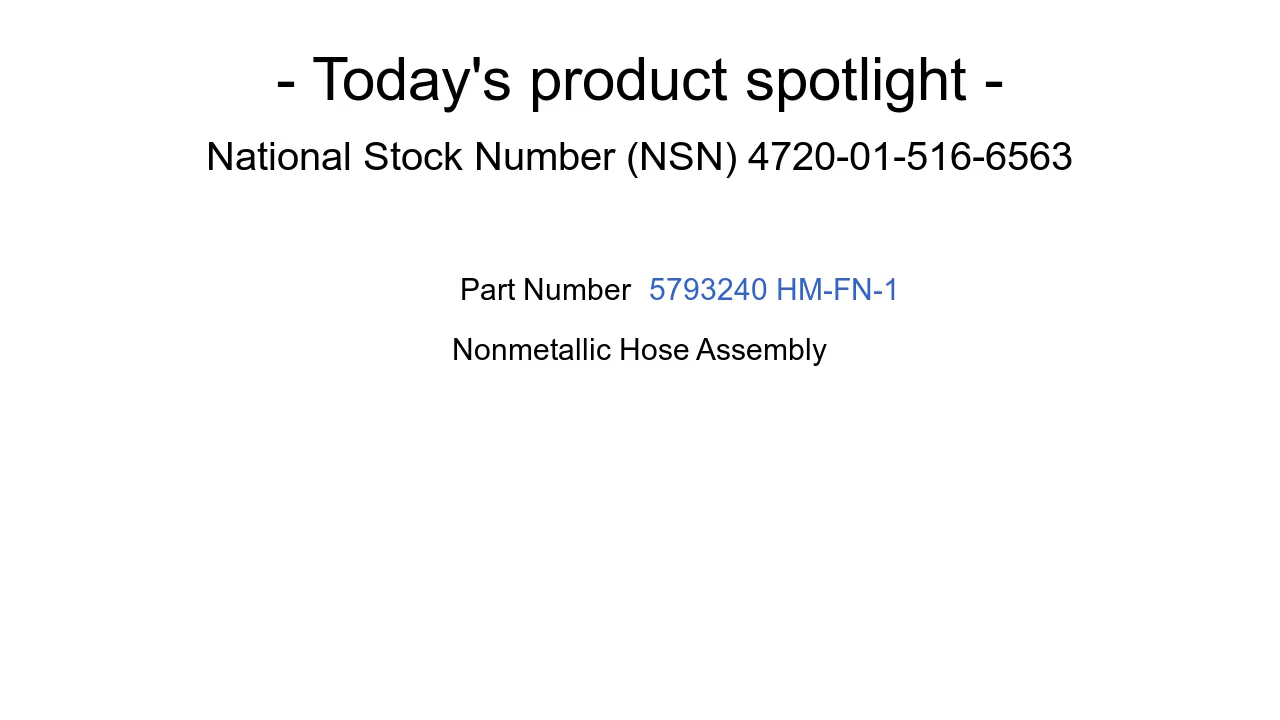 - Today's product spotlight -
National Stock Number (NSN) 4720-01-516-6563
Part Number 5793240 HM-FN-1
Nonmetallic Hose Assembly